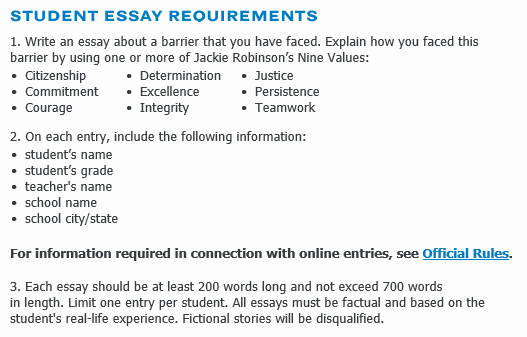 STUDENT ESSAY REQUIREMENTS
1. Write an essay about a barrier that you have faced. Explain how you faced this
barrier by using one or more of Jackie Robinson’s Nine Values:
• Citizenship • Determination • Justice
• Commitment • Excellence • Persistence
• Courage • Integrity • Teamwork
2. On each entry, include the following information:
• student’s name
• student’s grade
• teacher's name
• school name
• school city/state
For information required in connection with online entries, see Official Rules.
3. Each essay should be at least 200 words long and not exceed 700 words
in length. Limit one entry per student. All essays must be factual and based on the
student's real-life experience. Fictional stories will be disqualified.